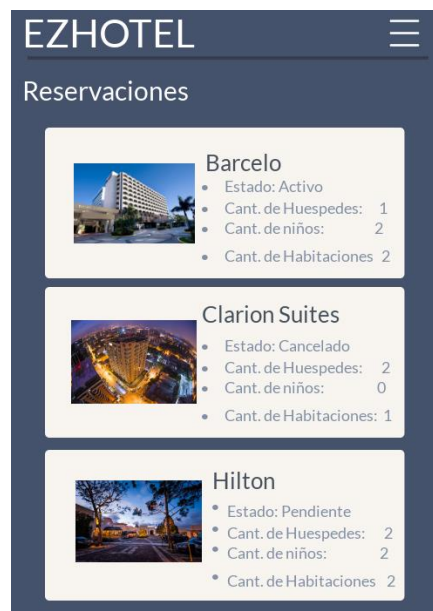 EZHOTEL
Reservaciones
Barcelo
Estado: Activo
Cant. de Huespedes: 1
Cant. de niños: 2
Cant. de Habitaciones 2
Clarion Suites
Estado: Cancelado
Cant. de Huespedes: 2
Cant. de niños: 0
Cant. de Habitaciones: 1
Hilton
Estado: Pendiente
Cant. de Huespedes: 2
Cant. de niños: 2
Cant. de Habitaciones 2